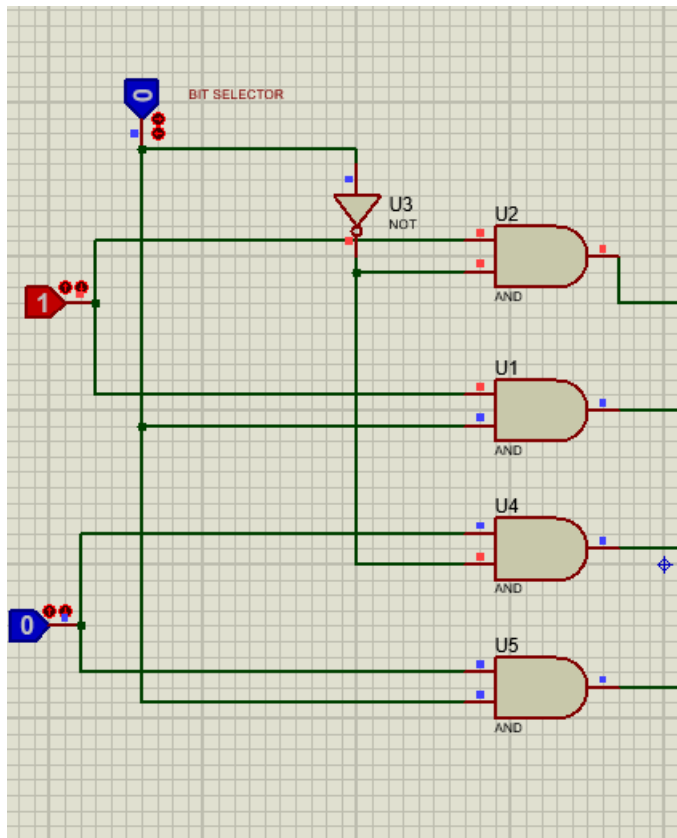 0
BIT SELECTOR
U3
NOT
U2
AND
1
U1
AND
U4
AND
0
U5
AND